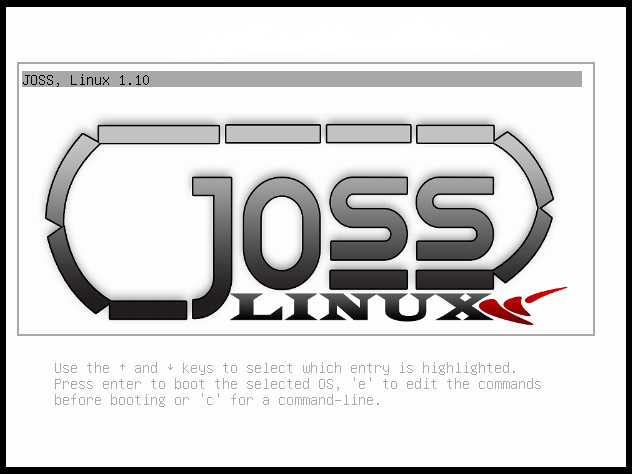 JOSS, Linux 1.10
JOSS
LINUX
Use the ↑ and ↓ keys to select which entry is highlighted.
Press enter to boot the selected OS, 'e' to edit the commands
before booting or 'c' for a command-line.